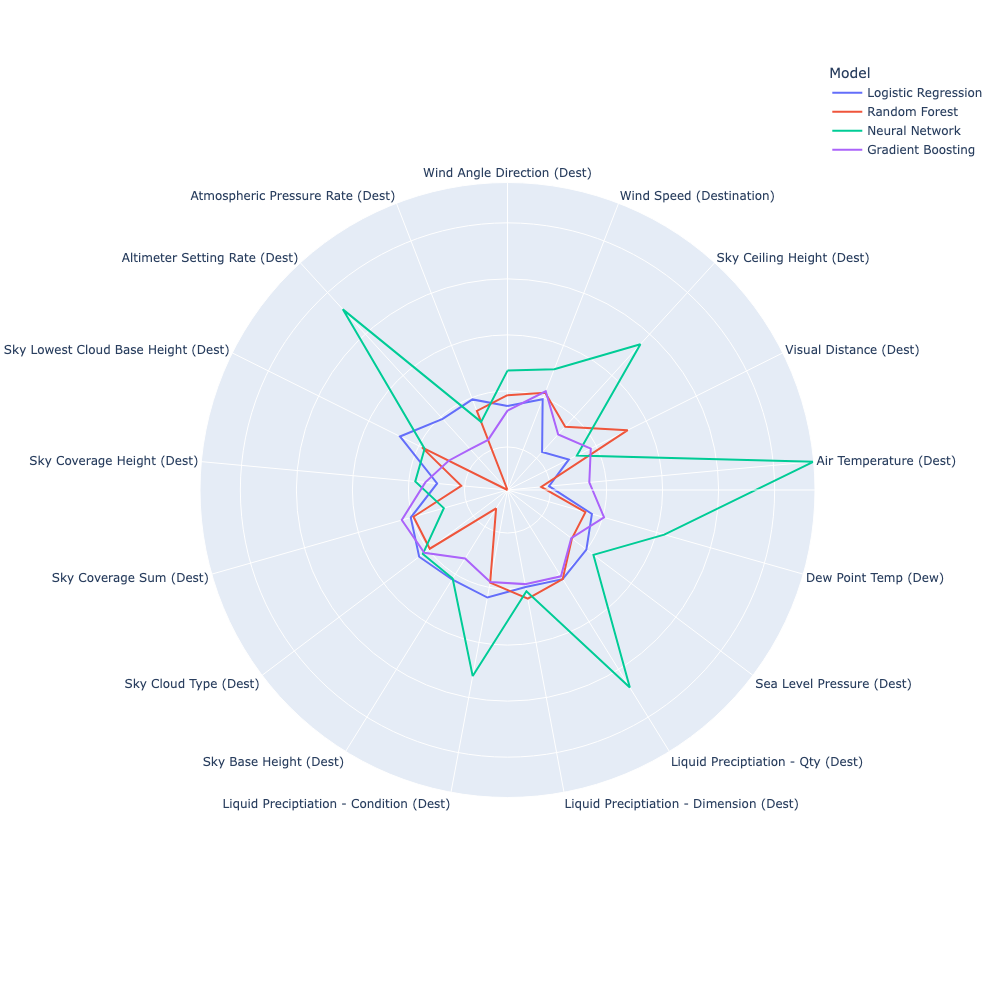 Model
Logistic Regression
Random Forest
Neural Network
Gradient Boosting
Wind Angle Direction (Dest)
Wind Speed (Destination)
Sky Ceiling Height (Dest)
Visual Distance (Dest)
Air Temperature (Dest)
Dew Point Temp (Dew)
Sea Level Pressure (Dest)
Liquid Preciptiation - Qty (Dest)
Liquid Preciptiation - Dimension (Dest)
Liquid Preciptiation - Condition (Dest)
Sky Base Height (Dest)
Sky Cloud Type (Dest)
Sky Coverage Sum (Dest)
Sky Coverage Height (Dest)
Sky Lowest Cloud Base Height (Dest)
Altimeter Setting Rate (Dest)
Atmospheric Pressure Rate (Dest)